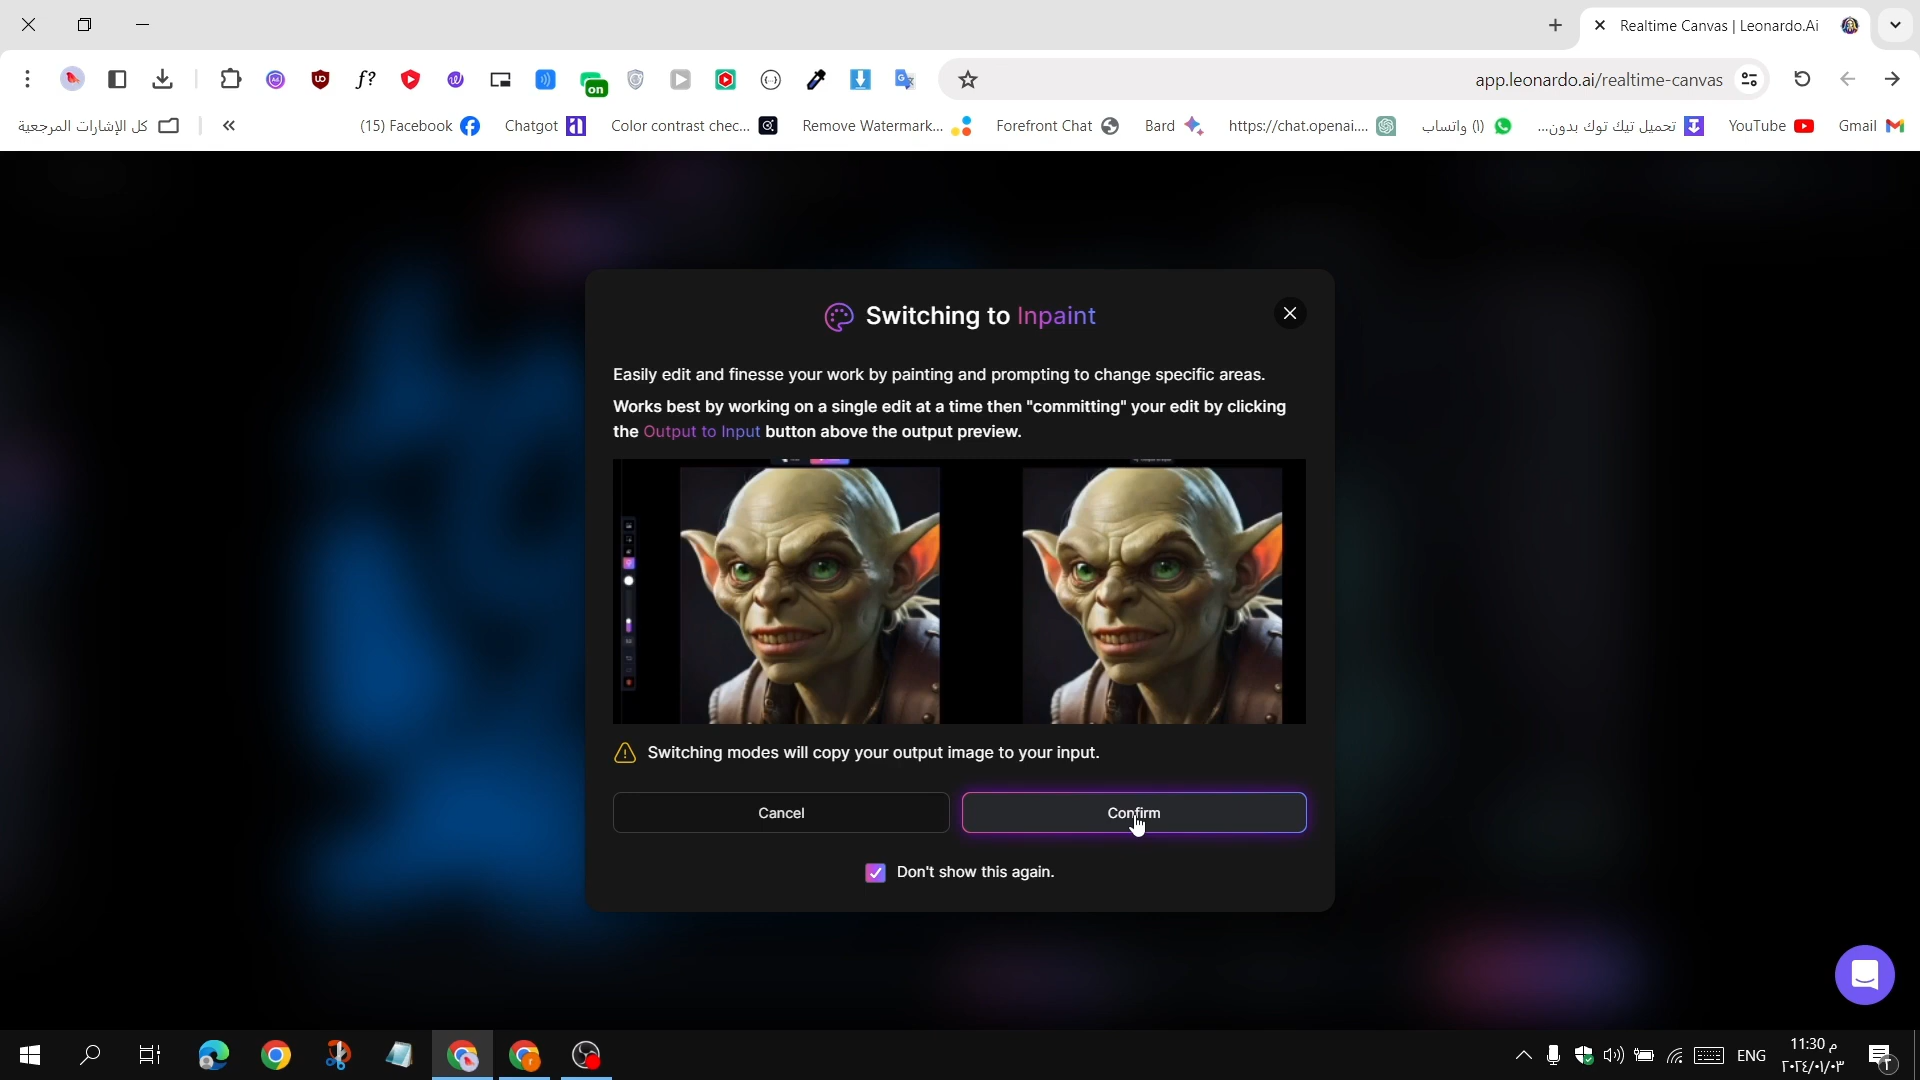 Realtime Canvas | Leonardo.Ai
f?
on
app.leonardo.ai/realtime-canvas
كل الإشارات المرجعية
(15) Facebook
Chatgot
Color contrast chec...
Remove Watermark...
Forefront Chat
Bard
https://chat.openai....
(۱) واتساب
تحميل تيك توك بدون...
YouTube
Gmail
Switching to Inpaint
Easily edit and finesse your work by painting and prompting to change specific areas.
Works best by working on a single edit at a time then "committing" your edit by clicking
the Output to Input button above the output preview.
Switching modes will copy your output image to your input.
Cancel
Confirm
Don't show this again.
ENG
11:30 م
٢٠٢٤/٠١/٠٣
٢